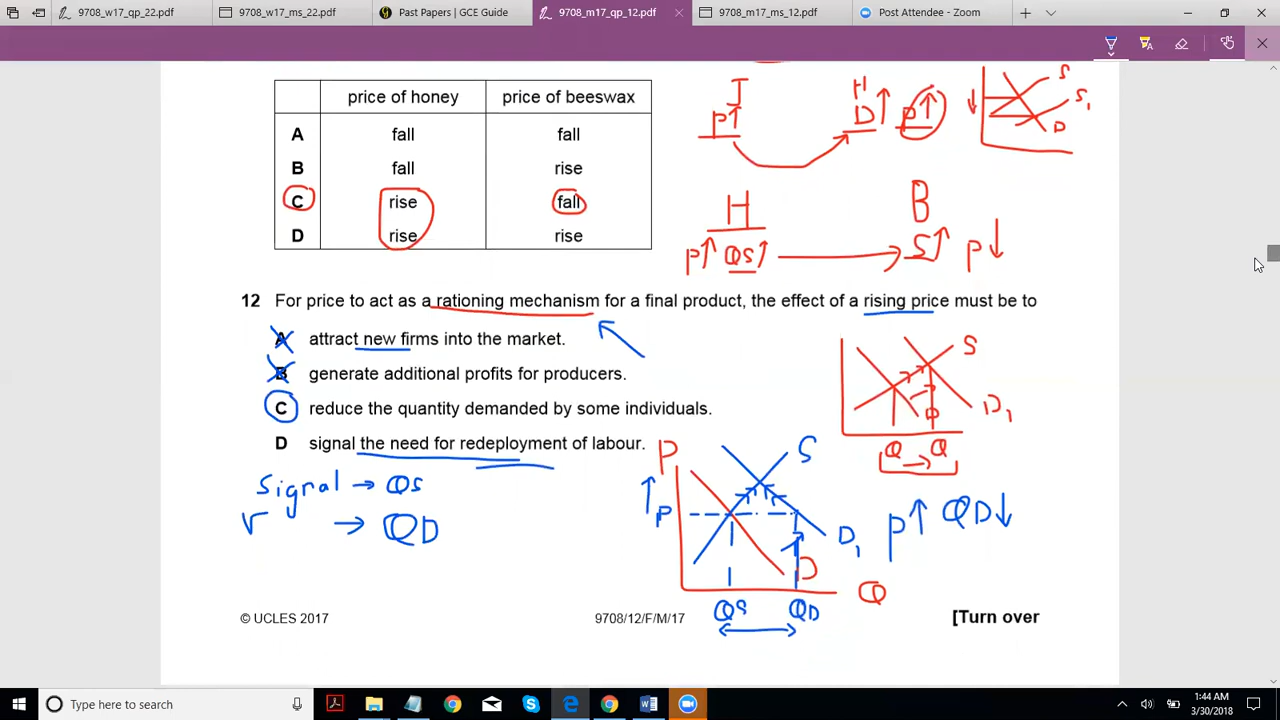 9708_w17_qp_22.pdf 9708_w17_ms_22.pdf Past Papers | GCE Guide 9708_m17_qp_12.pdf 9708_m17_ms_12.pdf Post Attendee - Zoom
price of honey price of beeswax
A fall fall
B fall rise
C rise fall
D rise rise
J H
P↑ D↑ P↑
S
S1
D
H B
P↑ QS↑ S↑ P↓
12 For price to act as a rationing mechanism for a final product, the effect of a rising price must be to
A attract new firms into the market.
B generate additional profits for producers.
C reduce the quantity demanded by some individuals.
D signal the need for redeployment of labour.
S
D D1
Q → Q
Signal → QS
r → QD
P S
↑ P D1
D
Q
QS QD
P↑ QD↓
© UCLES 2017 9708/12/F/M/17 [Turn over
Type here to search
1:44 AM
3/30/2018